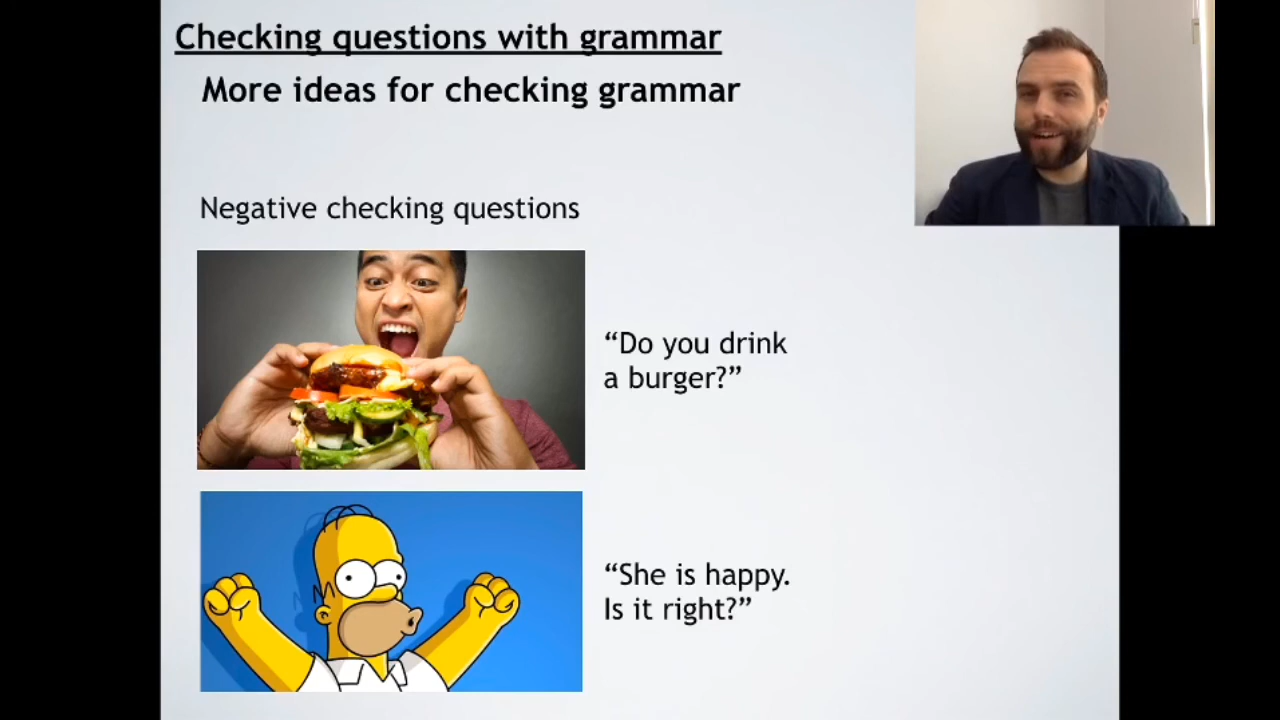 Checking questions with grammar
More ideas for checking grammar
Negative checking questions
“Do you drink
a burger?”
“She is happy.
Is it right?”